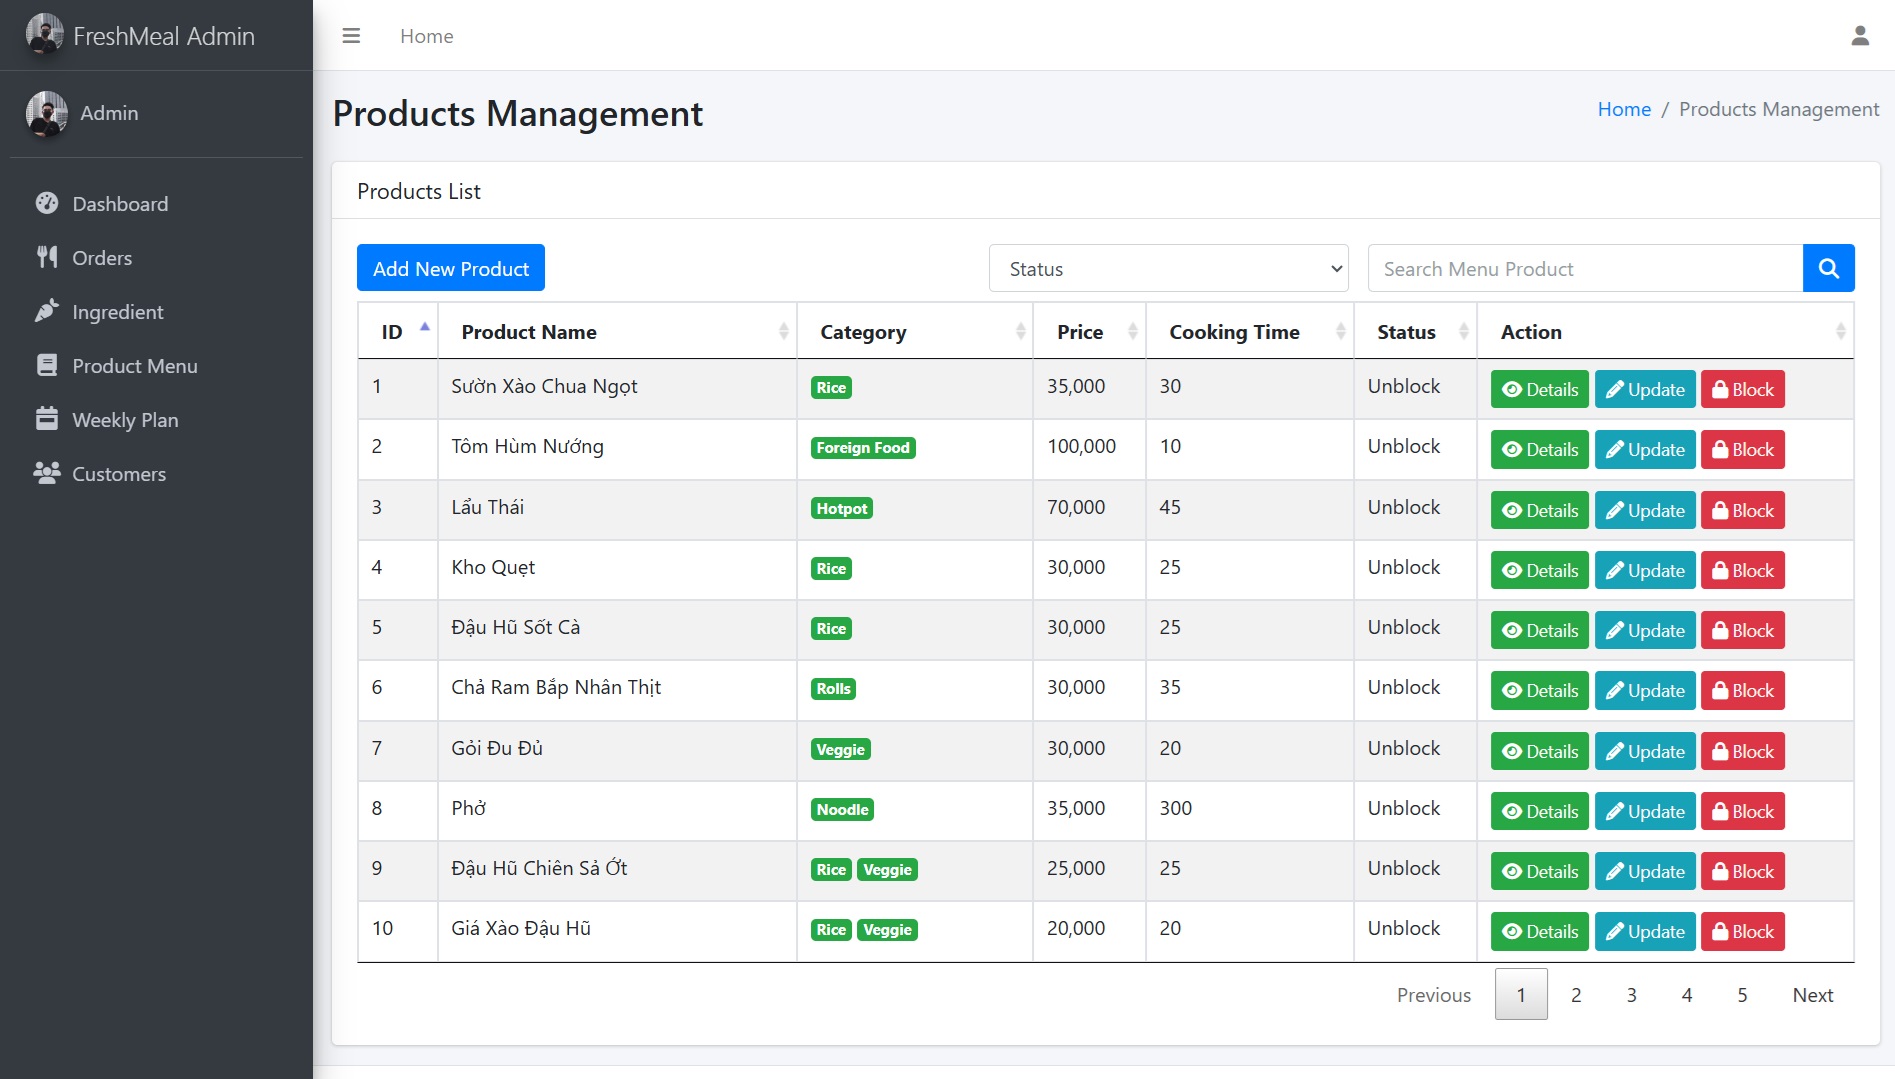 FreshMeal Admin
Home
Admin
Dashboard
Orders
Ingredient
Product Menu
Weekly Plan
Customers
Products Management
Home / Products Management
Products List
Add New Product
Status
Search Menu Product
ID Product Name Category Price Cooking Time Status Action
1 Sườn Xào Chua Ngọt Rice 35,000 30 Unblock Details Update Block
2 Tôm Hùm Nướng Foreign Food 100,000 10 Unblock Details Update Block
3 Lẩu Thái Hotpot 70,000 45 Unblock Details Update Block
4 Kho Quẹt Rice 30,000 25 Unblock Details Update Block
5 Đậu Hũ Sốt Cà Rice 30,000 25 Unblock Details Update Block
6 Chả Ram Bắp Nhân Thịt Rolls 30,000 35 Unblock Details Update Block
7 Gỏi Đu Đủ Veggie 30,000 20 Unblock Details Update Block
8 Phở Noodle 35,000 300 Unblock Details Update Block
9 Đậu Hũ Chiên Sả Ớt Rice Veggie 25,000 25 Unblock Details Update Block
10 Giá Xào Đậu Hũ Rice Veggie 20,000 20 Unblock Details Update Block
Previous 1 2 3 4 5 Next